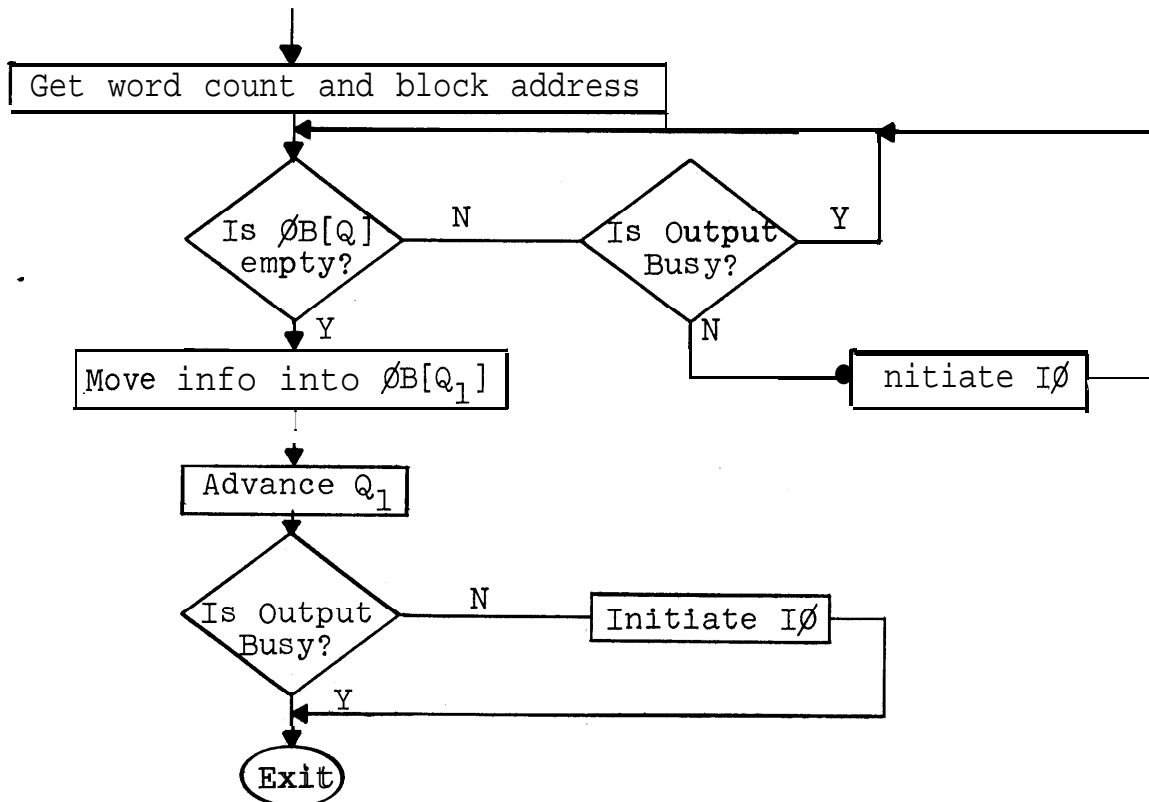 Get word count and block address
Is ØB[Q]
empty?
N
Is Output
Busy?
Y
Y
N
Move info into ØB[Q₁]
nitiate IØ
Advance Q₁
Is Output
Busy?
N
Initiate IØ
Y
Exit